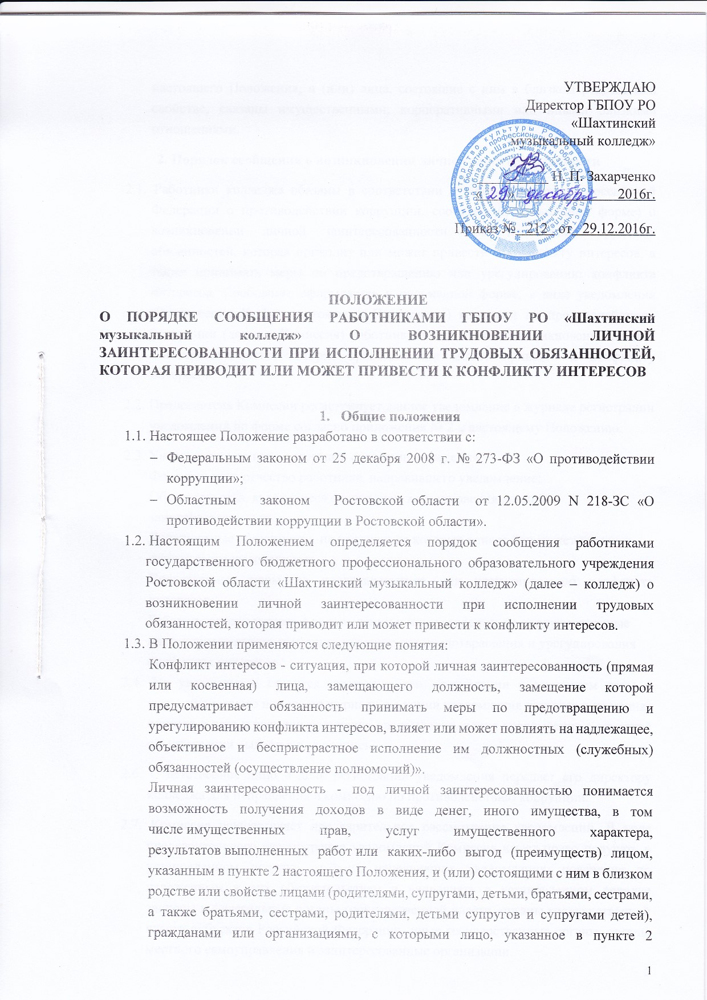 УТВЕРЖДАЮ
Директор ГБПОУ РО
«Шахтинский
музыкальный колледж»
Н. П. Захарченко
« 29 » декабря 2016г.
Приказ № 212 от 29.12.2016г.
ПОЛОЖЕНИЕ
О ПОРЯДКЕ СООБЩЕНИЯ РАБОТНИКАМИ ГБПОУ РО «Шахтинский
музыкальный колледж» О ВОЗНИКНОВЕНИИ ЛИЧНОЙ
ЗАИНТЕРЕСОВАННОСТИ ПРИ ИСПОЛНЕНИИ ТРУДОВЫХ ОБЯЗАННОСТЕЙ,
КОТОРАЯ ПРИВОДИТ ИЛИ МОЖЕТ ПРИВЕСТИ К КОНФЛИКТУ ИНТЕРЕСОВ
1. Общие положения
1.1. Настоящее Положение разработано в соответствии с:
– Федеральным законом от 25 декабря 2008 г. № 273-ФЗ «О противодействии
коррупции»;
– Областным законом Ростовской области от 12.05.2009 N 218-ЗС «О
противодействии коррупции в Ростовской области».
1.2. Настоящим Положением определяется порядок сообщения работниками
государственного бюджетного профессионального образовательного учреждения
Ростовской области «Шахтинский музыкальный колледж» (далее – колледж) о
возникновении личной заинтересованности при исполнении трудовых
обязанностей, которая приводит или может привести к конфликту интересов.
1.3. В Положении применяются следующие понятия:
Конфликт интересов - ситуация, при которой личная заинтересованность (прямая
или косвенная) лица, замещающего должность, замещение которой
предусматривает обязанность принимать меры по предотвращению и
урегулированию конфликта интересов, влияет или может повлиять на надлежащее,
объективное и беспристрастное исполнение им должностных (служебных)
обязанностей (осуществление полномочий)».
Личная заинтересованность - под личной заинтересованностью понимается
возможность получения доходов в виде денег, иного имущества, в том
числе имущественных прав, услуг имущественного характера,
результатов выполненных работ или каких-либо выгод (преимуществ) лицом,
указанным в пункте 2 настоящего Положения, и (или) состоящими с ним в близком
родстве или свойстве лицами (родителями, супругами, детьми, братьями, сестрами,
а также братьями, сестрами, родителями, детьми супругов и супругами детей),
гражданами или организациями, с которыми лицо, указанное в пункте 2
1